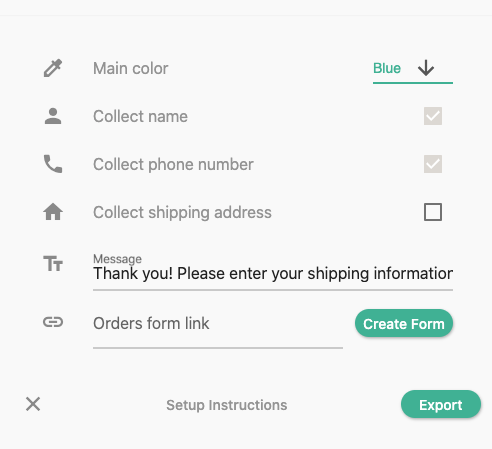 Main color
Blue
Collect name
Collect phone number
Collect shipping address
Message
Thank you! Please enter your shipping information
Orders form link
Create Form
Setup Instructions
Export